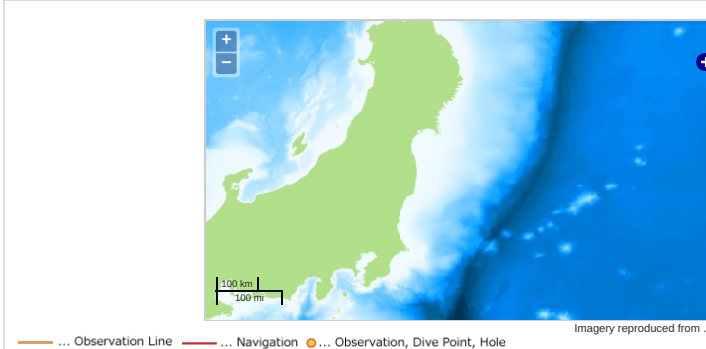 +
−
100 km
100 mi
Imagery reproduced from .
... Observation Line ... Navigation ... Observation, Dive Point, Hole